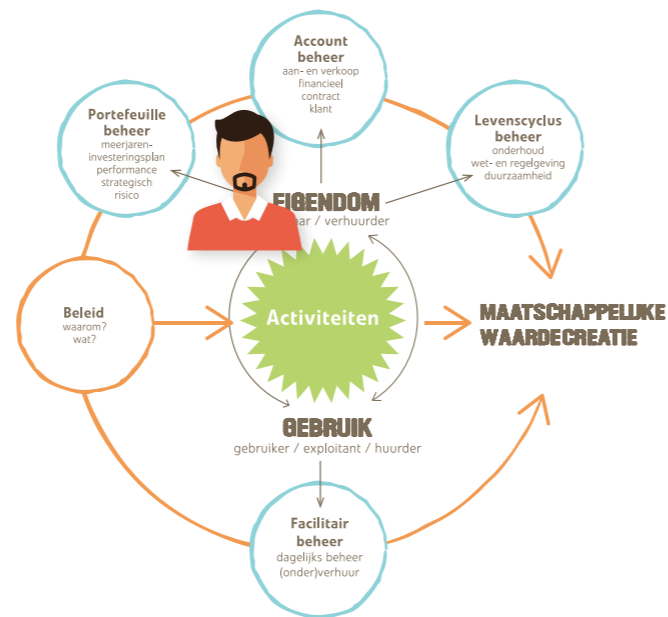 Account
beheer
aan- en verkoop
financieel
contract
klant
Portefeuille
beheer
meerjaren-
investeringsplan
performance
strategisch
risico
Levenscyclus
beheer
onderhoud
wet- en regelgeving
duurzaamheid
EIGENDOM
/ verhuurder
Beleid
waarom?
wat?
Activiteiten
MAATSCHAPPELIJKE
WAARDECREATIE
GEBRUIK
gebruiker / exploitant / huurder
Facilitair
beheer
dagelijks beheer
(onder)verhuur